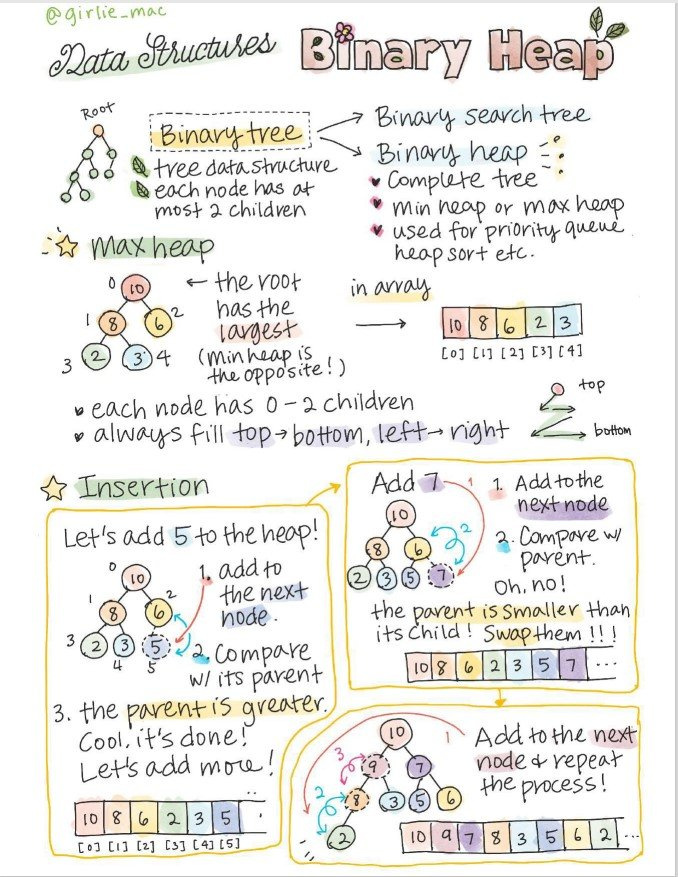 @girlie_mac
Data Structures Binary Heap
Root
Binary tree
tree data structure
each node has at
most 2 children
Binary search tree
Binary heap
Complete tree
min heap or max heap
used for priority queue,
heap sort etc.
Max heap
0 10
1 8 6 2
3 2 3 4
← the root
has the
largest
(min heap is
the opposite!)
in array
10 8 6 2 3
[0] [1] [2] [3] [4]
each node has 0-2 children
always fill top→bottom, left→right
top
bottom
Insertion
Let's add 5 to the heap!
0 10
1 8 6 2
3 2 3 5
4 5
1. add to
the next
node.
2. Compare
w/ its parent
3. the parent is greater.
Cool, it's done!
Let's add more!
10 8 6 2 3 5
[0] [1] [2] [3] [4] [5]
Add 7 1
10
8 6 2
2 3 5 7
1. Add to the
next node
2. Compare w/
parent.
Oh, no!
the parent is smaller than
its child! Swap them!!!
10 8 6 2 3 5 7 ...
10 1
3 9 7
2 8 3 5 6
2
Add to the next
node & repeat
the process!
10 9 7 8 3 5 6 2 ...